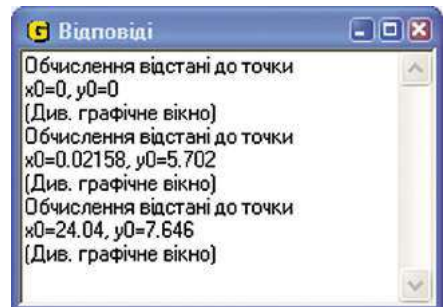 G Відповіді
Обчислення відстані до точки
x0=0, y0=0
(Див. графічне вікно)
Обчислення відстані до точки
x0=0.02158, y0=5.702
(Див. графічне вікно)
Обчислення відстані до точки
x0=24.04, y0=7.646
(Див. графічне вікно)